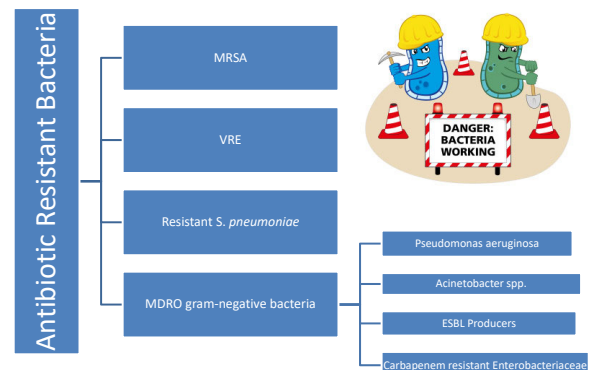 Antibiotic Resistant Bacteria
MRSA
VRE
Resistant S. pneumoniae
MDRO gram-negative bacteria
DANGER:
BACTERIA
WORKING
Pseudomonas aeruginosa
Acinetobacter spp.
ESBL Producers
Carbapenem resistant Enterobacteriaceae